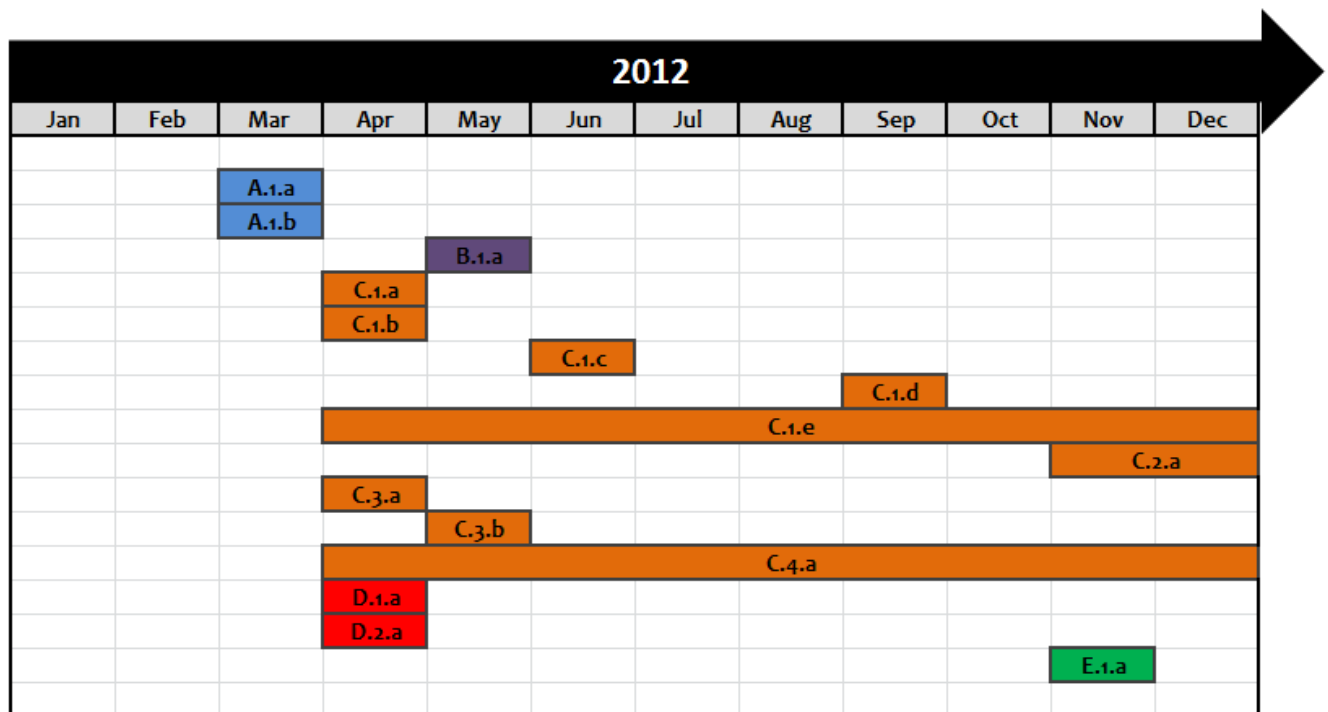 2012
Jan Feb Mar Apr May Jun Jul Aug Sep Oct Nov Dec
A.1.a
A.1.b
B.1.a
C.1.a
C.1.b
C.1.c
C.1.d
C.1.e
C.2.a
C.3.a
C.3.b
C.4.a
D.1.a
D.2.a
E.1.a